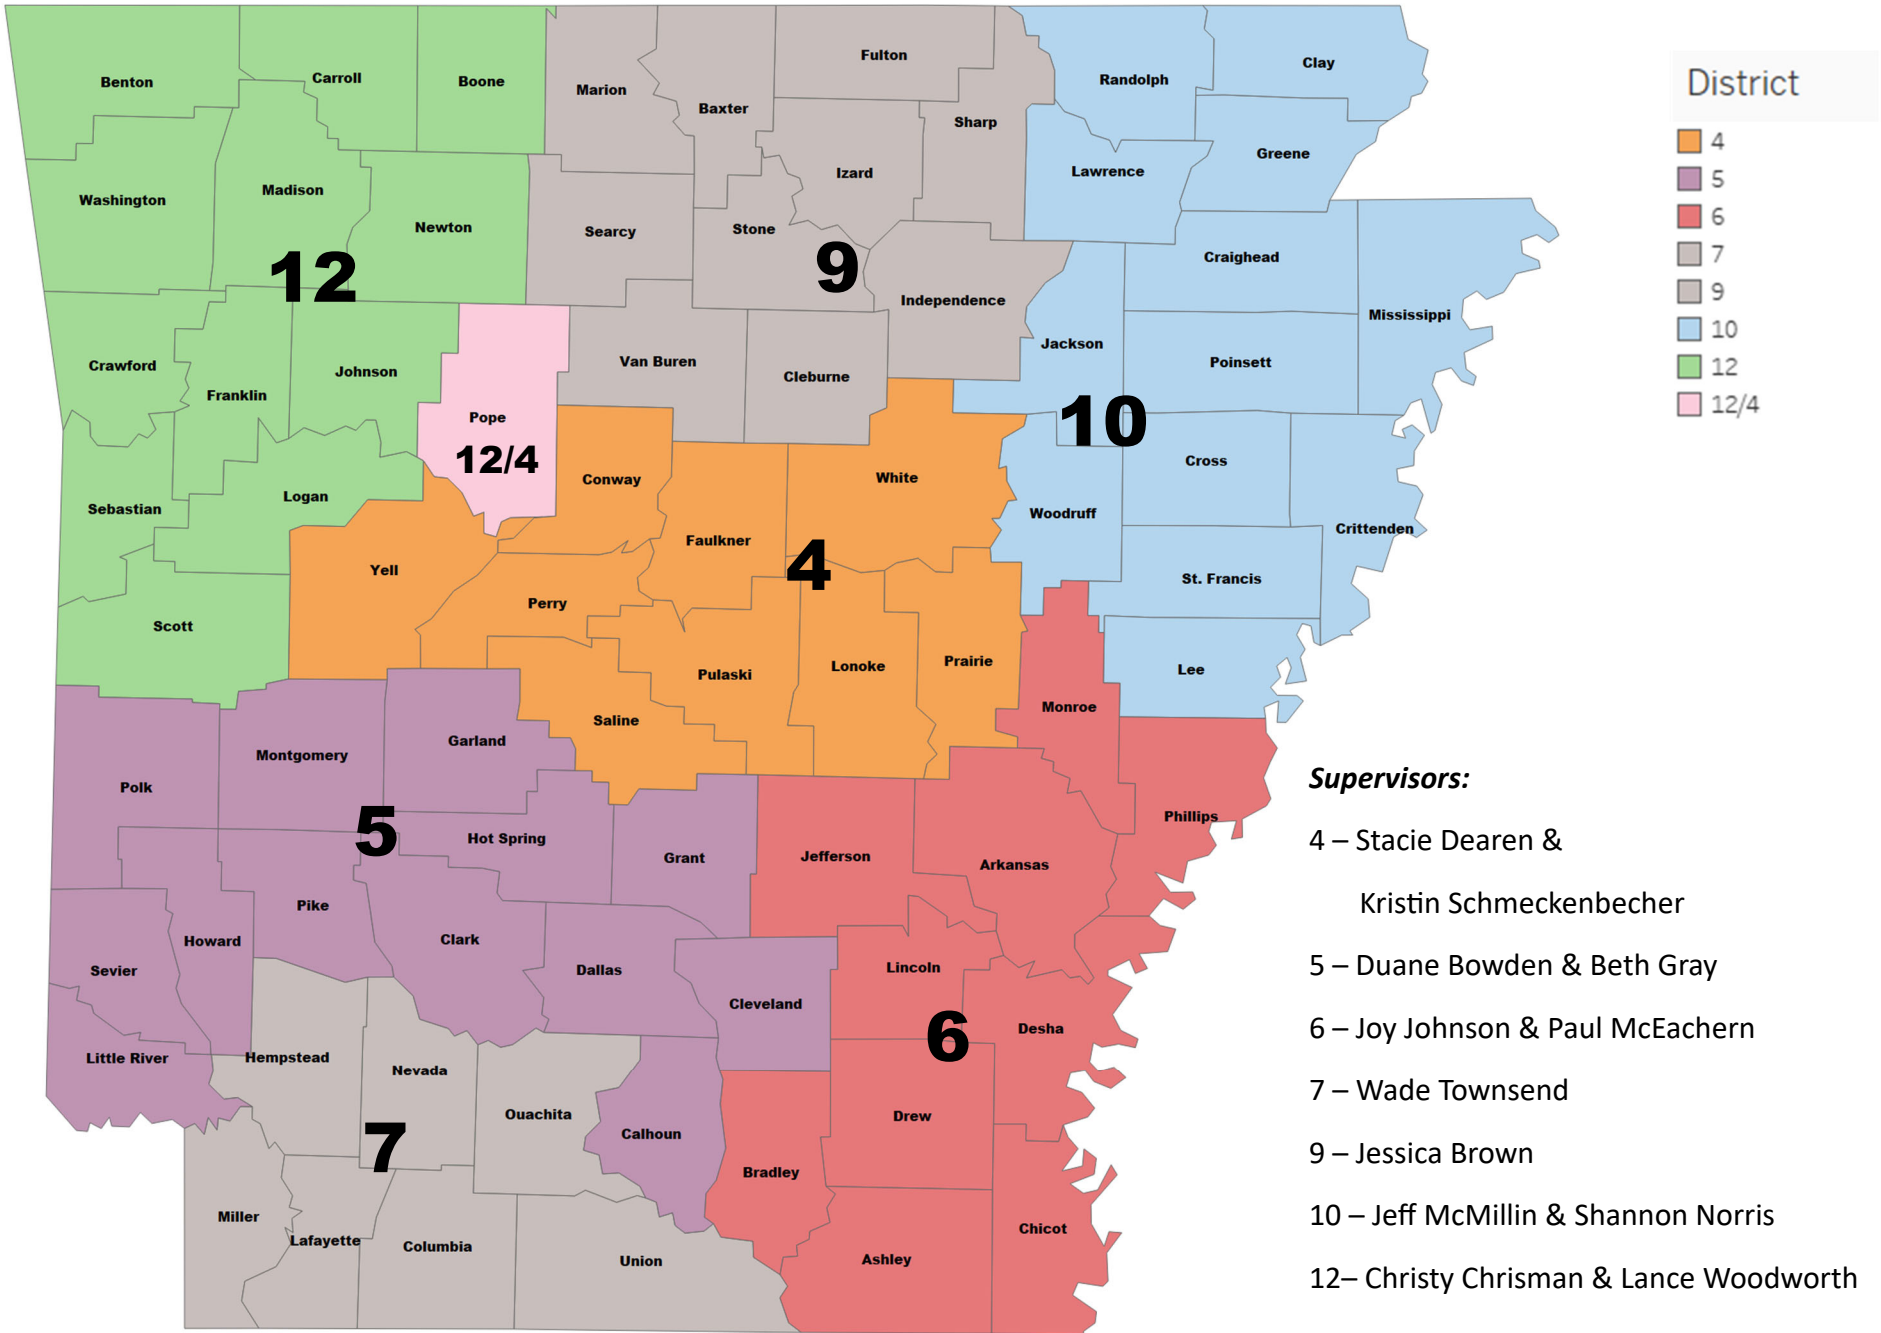 Benton
Carroll
Boone
Marion
Baxter
Fulton
Sharp
Randolph
Clay
Washington
Madison
Newton
Searcy
Stone
Izard
Lawrence
Greene
12
9
Independence
Craighead
Mississippi
Crawford
Franklin
Johnson
Pope
12/4
Van Buren
Cleburne
Jackson
Poinsett
10
Sebastian
Logan
Conway
White
Woodruff
Cross
Crittenden
Yell
Faulkner
4
St. Francis
Scott
Perry
Pulaski
Lonoke
Prairie
Lee
Saline
Monroe
Polk
Montgomery
Garland
5
Hot Spring
Grant
Jefferson
Arkansas
Phillips
Pike
Howard
Sevier
Clark
Dallas
Cleveland
Lincoln
6
Desha
Little River
Hempstead
Nevada
Ouachita
Calhoun
Drew
7
Bradley
Miller
Lafayette
Columbia
Union
Ashley
Chicot
District
4
5
6
7
9
10
12
12/4
Supervisors:
4 – Stacie Dearen &
Kristin Schmeckenbecher
5 – Duane Bowden & Beth Gray
6 – Joy Johnson & Paul McEachern
7 – Wade Townsend
9 – Jessica Brown
10 – Jeff McMillin & Shannon Norris
12– Christy Chrisman & Lance Woodworth